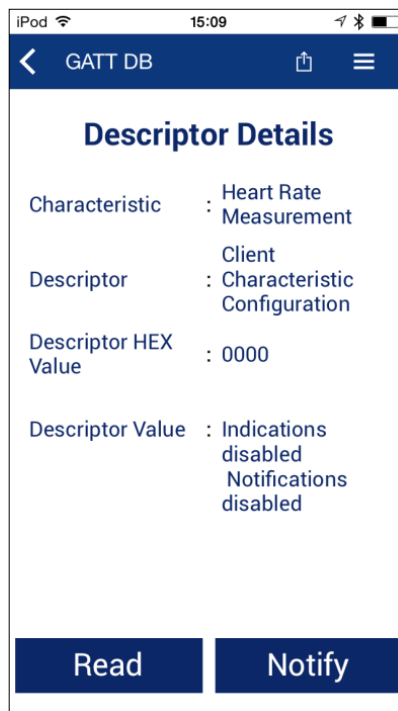 iPod 15:09
GATT DB
Descriptor Details
Characteristic : Heart Rate
Measurement
Descriptor : Client
Characteristic
Configuration
Descriptor HEX
Value : 0000
Descriptor Value : Indications
disabled
Notifications
disabled
Read Notify